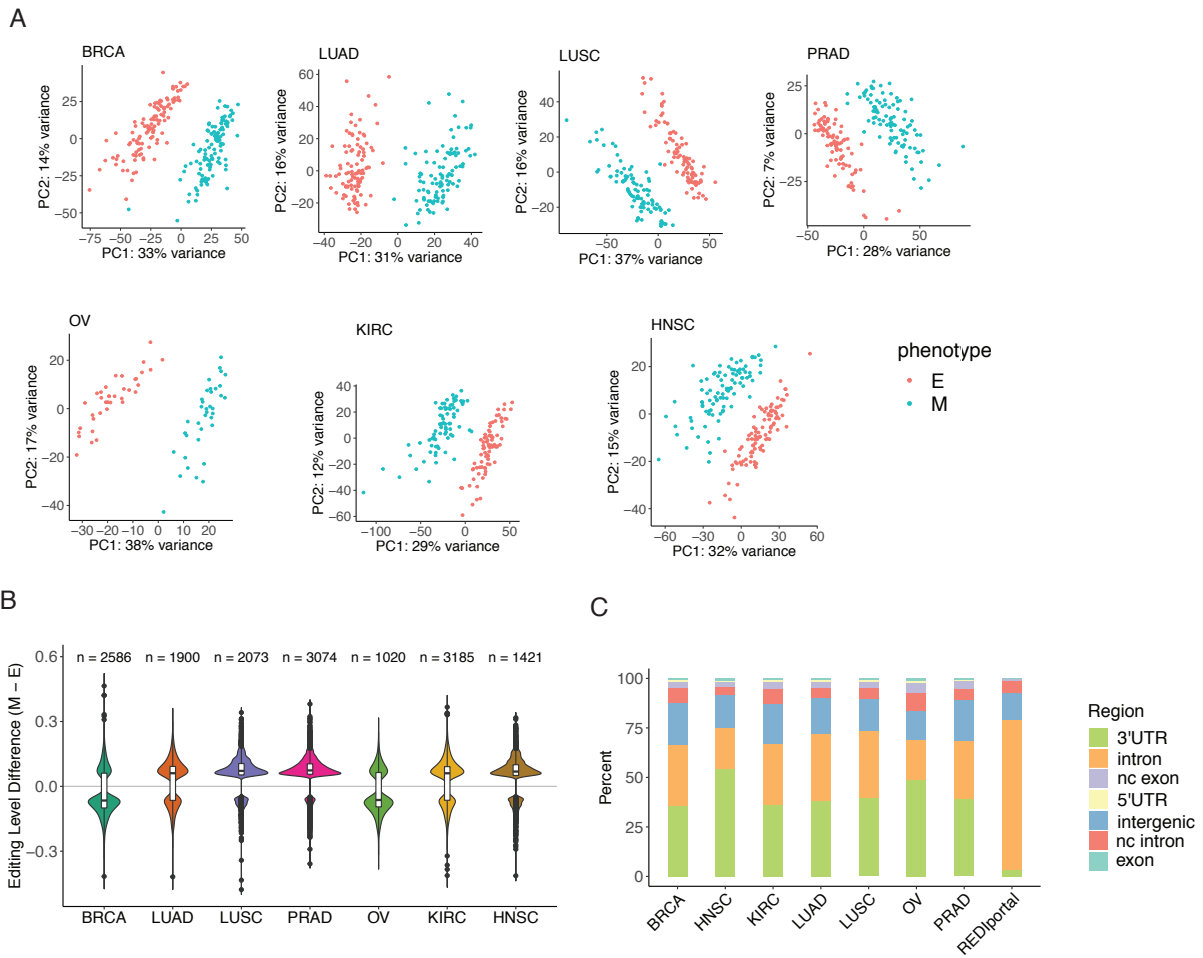 A
BRCA
PC2: 14% variance
25
0
−25
−50
−75 −50 −25 0 25 50
PC1: 33% variance
LUAD
PC2: 16% variance
60
40
20
0
−20
−40 −20 0 20 40
PC1: 31% variance
LUSC
PC2: 16% variance
40
20
0
−20
−50 0 50
PC1: 37% variance
PRAD
PC2: 7% variance
25
0
−25
0 50
PC1: 28% variance
OV
PC2: 17% variance
20
0
−20
−40
−30 −20 −10 0 10 20
PC1: 38% variance
KIRC
PC2: 12% variance
40
20
0
−20
−40
−60
−100 −50 0 50
PC1: 29% variance
HNSC
PC2: 15% variance
20
0
−20
−40
−60 −30 0 30 60
PC1: 32% variance
phenotype
E
M
B
Editing Level Difference (M − E)
0.6
0.3
0.0
−0.3
n = 2586 n = 1900 n = 2073 n = 3074 n = 1020 n = 3185 n = 1421
BRCA LUAD LUSC PRAD OV KIRC HNSC
C
Percent
100
75
50
25
0
BRCA HNSC KIRC LUAD LUSC OV PRAD REDIportal
Region
3'UTR
intron
nc exon
5'UTR
intergenic
nc intron
exon